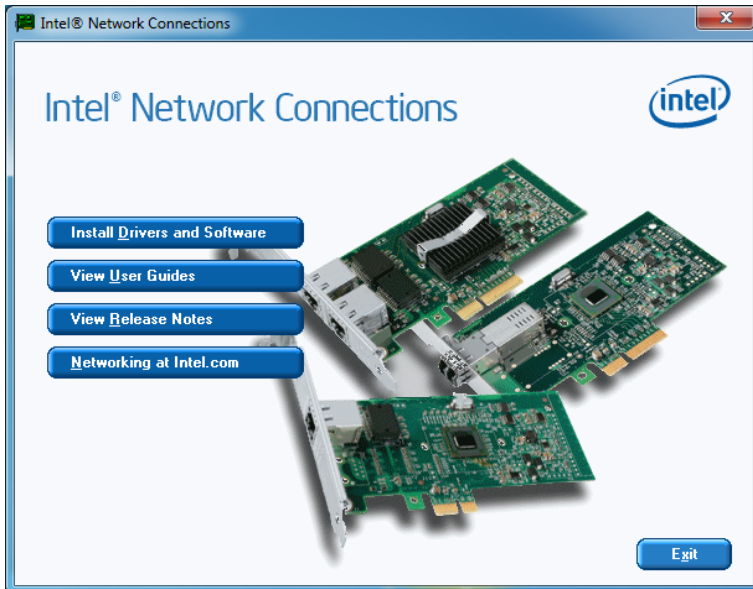 Intel® Network Connections
Intel® Network Connections
intel
Install Drivers and Software
View User Guides
View Release Notes
Networking at Intel.com
Exit